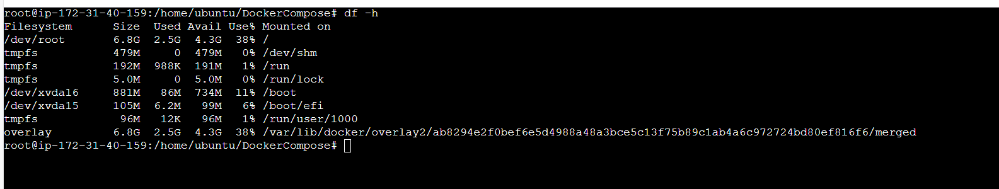 root@ip-172-31-40-159:/home/ubuntu/DockerCompose# df -h
Filesystem      Size  Used Avail Use% Mounted on
/dev/root       6.8G  2.5G  4.3G  38% /
tmpfs           479M     0  479M   0% /dev/shm
tmpfs           192M  988K  191M   1% /run
tmpfs           5.0M     0  5.0M   0% /run/lock
/dev/xvda16     881M   86M  734M  11% /boot
/dev/xvda15     105M  6.2M   99M   6% /boot/efi
tmpfs            96M   12K   96M   1% /run/user/1000
overlay         6.8G  2.5G  4.3G  38% /var/lib/docker/overlay2/ab8294e2f0bef6e5d4988a48a3bce5c13f75b89c1ab4a6c972724bd80ef816f6/merged
root@ip-172-31-40-159:/home/ubuntu/DockerCompose#